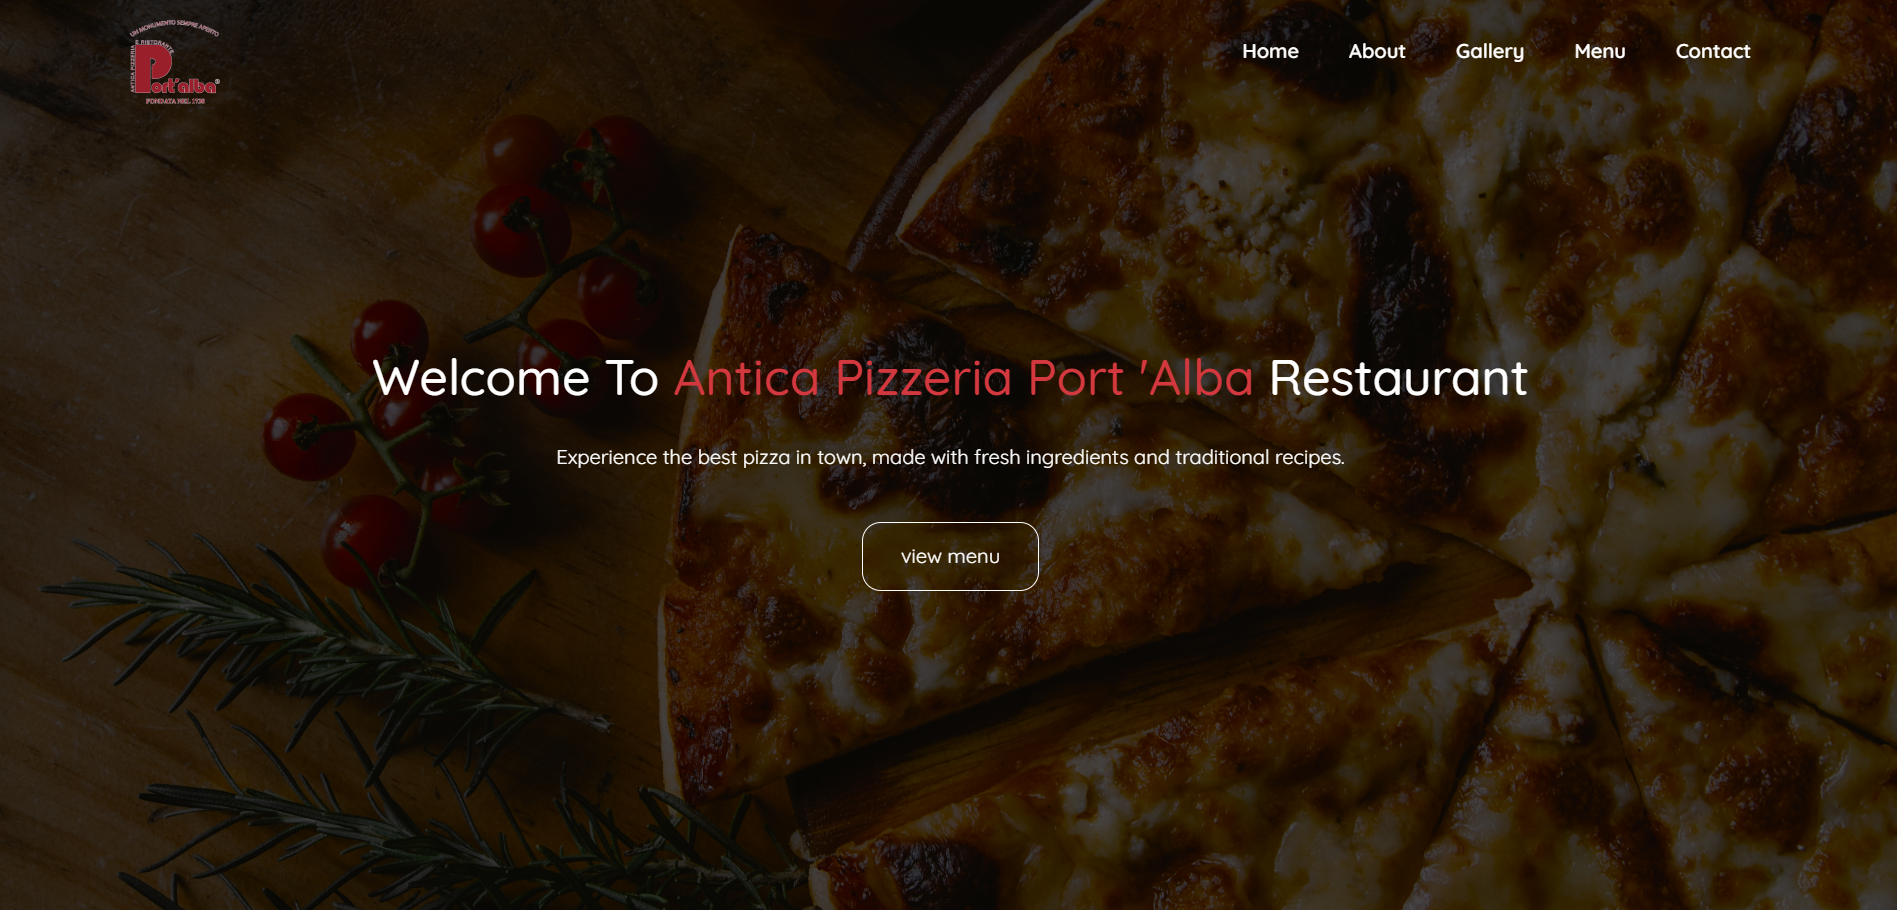 UN MONUMENTO SEMPRE APERTO
ANTICA PIZZERIA E RISTORANTE
Port'alba®
FONDATA NEL 1738
Home About Gallery Menu Contact
Welcome To Antica Pizzeria Port 'Alba Restaurant
Experience the best pizza in town, made with fresh ingredients and traditional recipes.
view menu